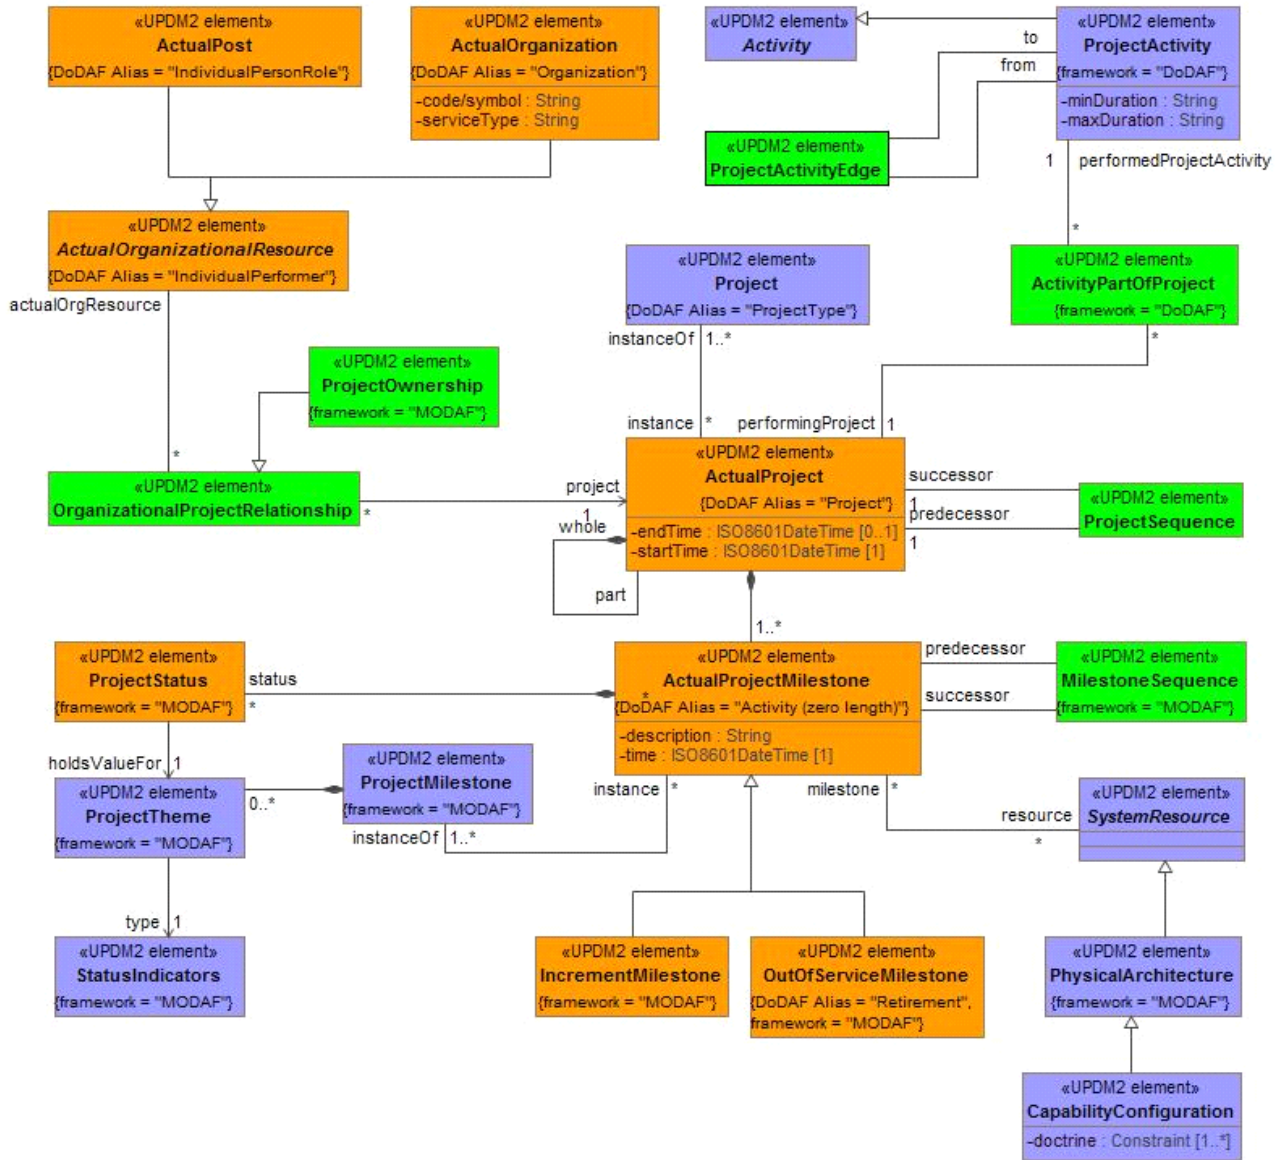 «UPDM2 element»
ActualPost
{DoDAF Alias = "IndividualPersonRole"}
«UPDM2 element»
ActualOrganization
{DoDAF Alias = "Organization"}
-code/symbol : String
-serviceType : String
«UPDM2 element»
Activity
to
from
«UPDM2 element»
ProjectActivity
{framework = "DoDAF"}
-minDuration : String
-maxDuration : String
«UPDM2 element»
ProjectActivityEdge
1
performedProjectActivity
*
«UPDM2 element»
ActualOrganizationalResource
{DoDAF Alias = "IndividualPerformer"}
actualOrgResource
*
«UPDM2 element»
Project
{DoDAF Alias = "ProjectType"}
instanceOf
1..*
«UPDM2 element»
ActivityPartOfProject
{framework = "DoDAF"}
*
«UPDM2 element»
ProjectOwnership
{framework = "MODAF"}
instance
*
performingProject
1
«UPDM2 element»
OrganizationalProjectRelationship
*
project
1
«UPDM2 element»
ActualProject
{DoDAF Alias = "Project"}
-endTime : ISO8601DateTime [0..1]
-startTime : ISO8601DateTime [1]
whole
part
successor
1
predecessor
1
«UPDM2 element»
ProjectSequence
1..*
«UPDM2 element»
ProjectStatus
{framework = "MODAF"}
status
*
«UPDM2 element»
ActualProjectMilestone
*
{DoDAF Alias = "Activity (zero length)"}
-description : String
-time : ISO8601DateTime [1]
predecessor
successor
«UPDM2 element»
MilestoneSequence
{framework = "MODAF"}
holdsValueFor
1
«UPDM2 element»
ProjectTheme
{framework = "MODAF"}
0..*
«UPDM2 element»
ProjectMilestone
{framework = "MODAF"}
instanceOf
1..*
instance
*
milestone
*
resource
*
«UPDM2 element»
SystemResource
type
1
«UPDM2 element»
StatusIndicators
{framework = "MODAF"}
«UPDM2 element»
IncrementMilestone
{framework = "MODAF"}
«UPDM2 element»
OutOfServiceMilestone
{DoDAF Alias = "Retirement",
framework = "MODAF"}
«UPDM2 element»
PhysicalArchitecture
{framework = "MODAF"}
«UPDM2 element»
CapabilityConfiguration
-doctrine : Constraint [1..*]